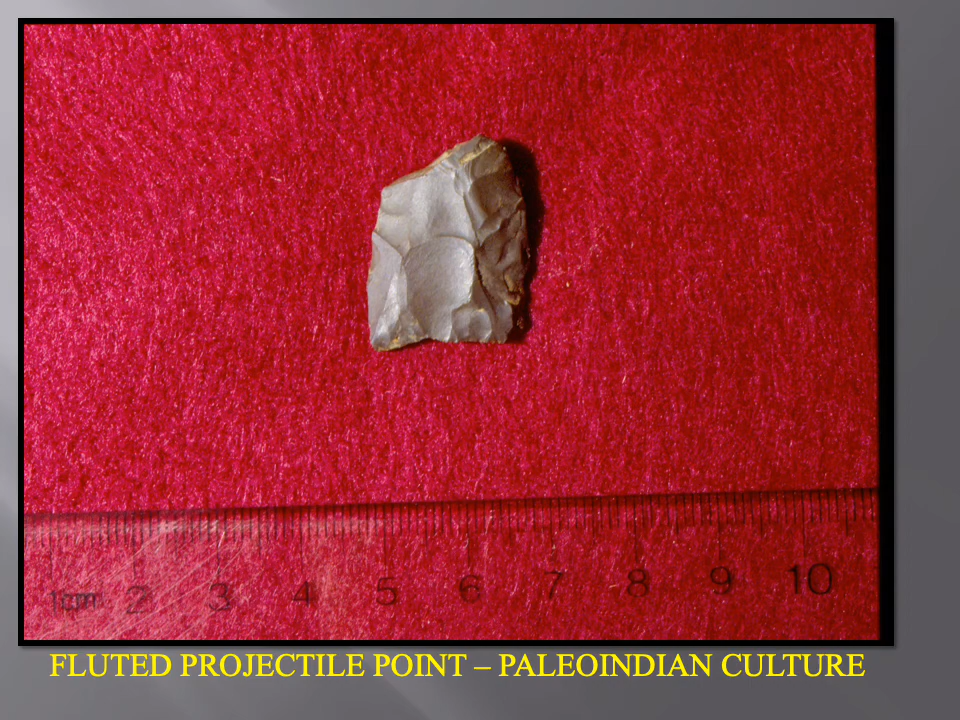 1cm 2 3 4 5 6 7 8 9 10
FLUTED PROJECTILE POINT – PALEOINDIAN CULTURE